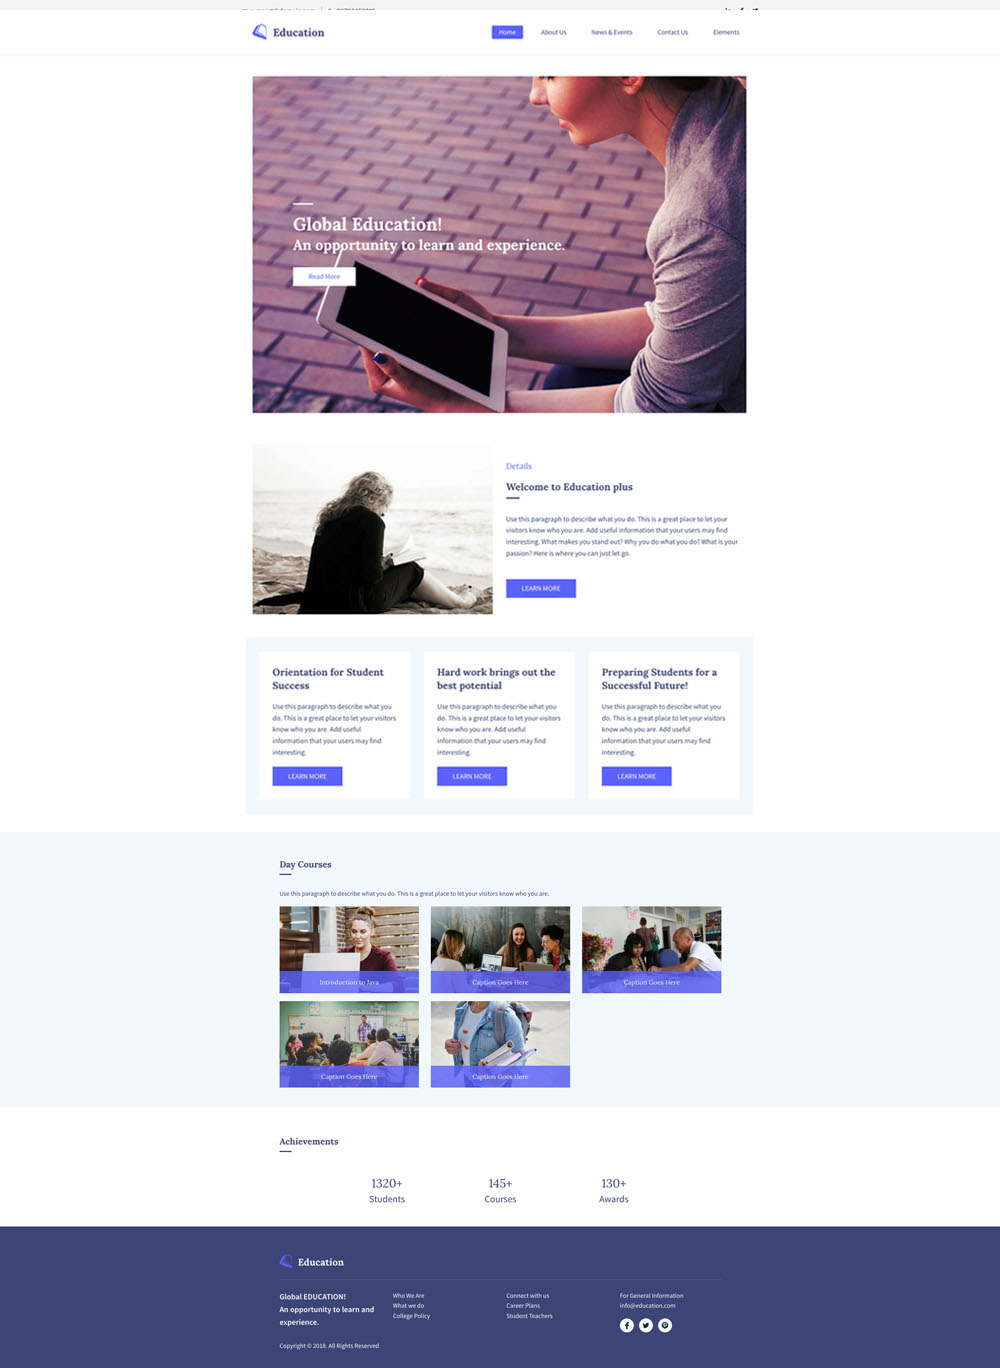 Education
Home
About Us
News & Events
Contact Us
Elements
Global Education!
An opportunity to learn and experience.
Read More
Details
Welcome to Education plus
Use this paragraph to describe what you do. This is a great place to let your
visitors know who you are. Add useful information that your users may find
interesting. What makes you stand out? Why you do what you do? What is your
passion? Here is where you can just let go.
LEARN MORE
Orientation for Student
Success
Use this paragraph to describe what you
do. This is a great place to let your visitors
know who you are. Add useful
information that your users may find
interesting.
LEARN MORE
Hard work brings out the
best potential
Use this paragraph to describe what you
do. This is a great place to let your visitors
know who you are. Add useful
information that your users may find
interesting.
LEARN MORE
Preparing Students for a
Successful Future!
Use this paragraph to describe what you
do. This is a great place to let your visitors
know who you are. Add useful
information that your users may find
interesting.
LEARN MORE
Day Courses
Use this paragraph to describe what you do. This is a great place to let your visitors know who you are.
Introduction to Java
Caption Goes Here
Caption Goes Here
Caption Goes Here
Caption Goes Here
Achievements
1320+
Students
145+
Courses
130+
Awards
Education
Global EDUCATION!
An opportunity to learn and
experience.
Who We Are
What we do
College Policy
Connect with us
Career Plans
Student Teachers
For General Information
info@education.com
Copyright © 2018. All Rights Reserved